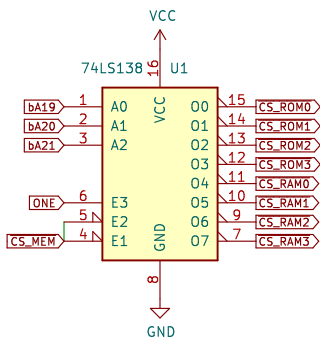 VCC
74LS138 U1
16
VCC
bA19 1 A0 O0 15 CS_ROM0
bA20 2 A1 O1 14 CS_ROM1
bA21 3 A2 O2 13 CS_ROM2
O3 12 CS_ROM3
O4 11 CS_RAM0
ONE 6 E3 O5 10 CS_RAM1
5 E2 O6 9 CS_RAM2
CS_MEM 4 E1 O7 7 CS_RAM3
GND
8
GND